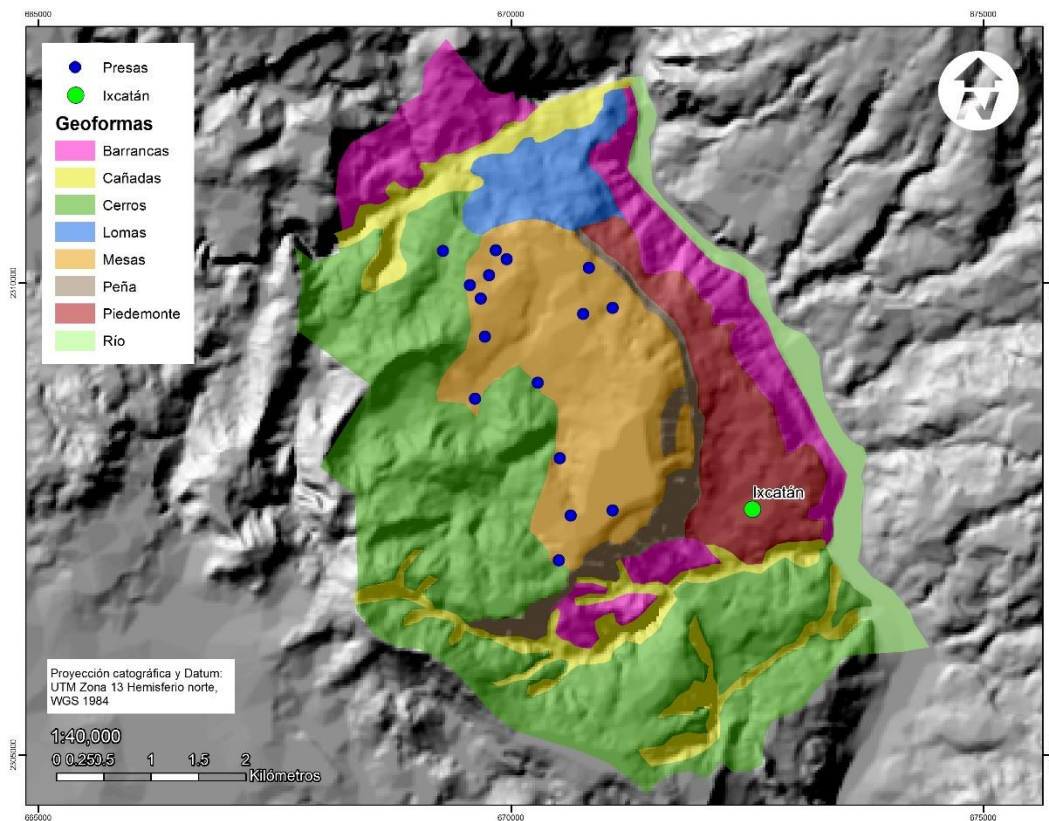 665000
670000
675000
Presas
Ixcatán
Geoformas
Barrancas
Cañadas
Cerros
Lomas
Mesas
Peña
Piedemonte
Río
N
2310000
Ixcatán
Proyección catográfica y Datum:
UTM Zona 13 Hemisferio norte,
WGS 1984
1:40,000
0 0.250.5 1 1.5 2
Kilómetros
2305000
665000
670000
675000